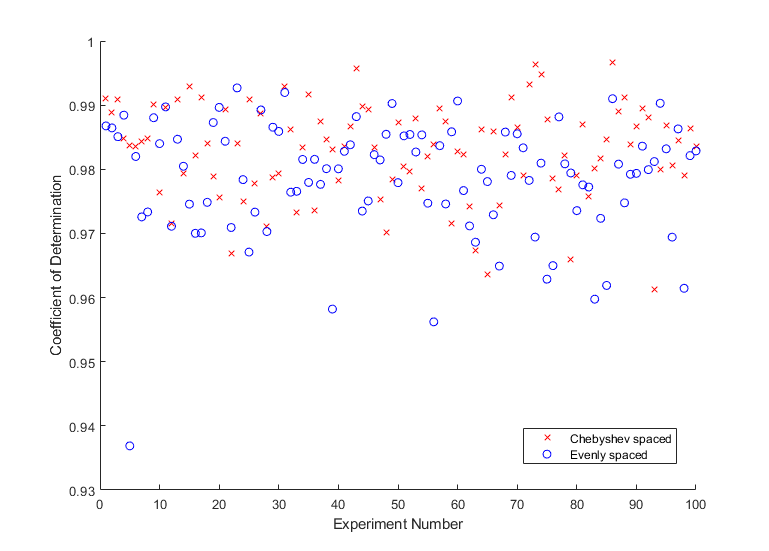 1
0.99
0.98
0.97
0.96
0.95
0.94
0.93
Coefficient of Determination
0 10 20 30 40 50 60 70 80 90 100
Experiment Number
Chebyshev spaced
Evenly spaced